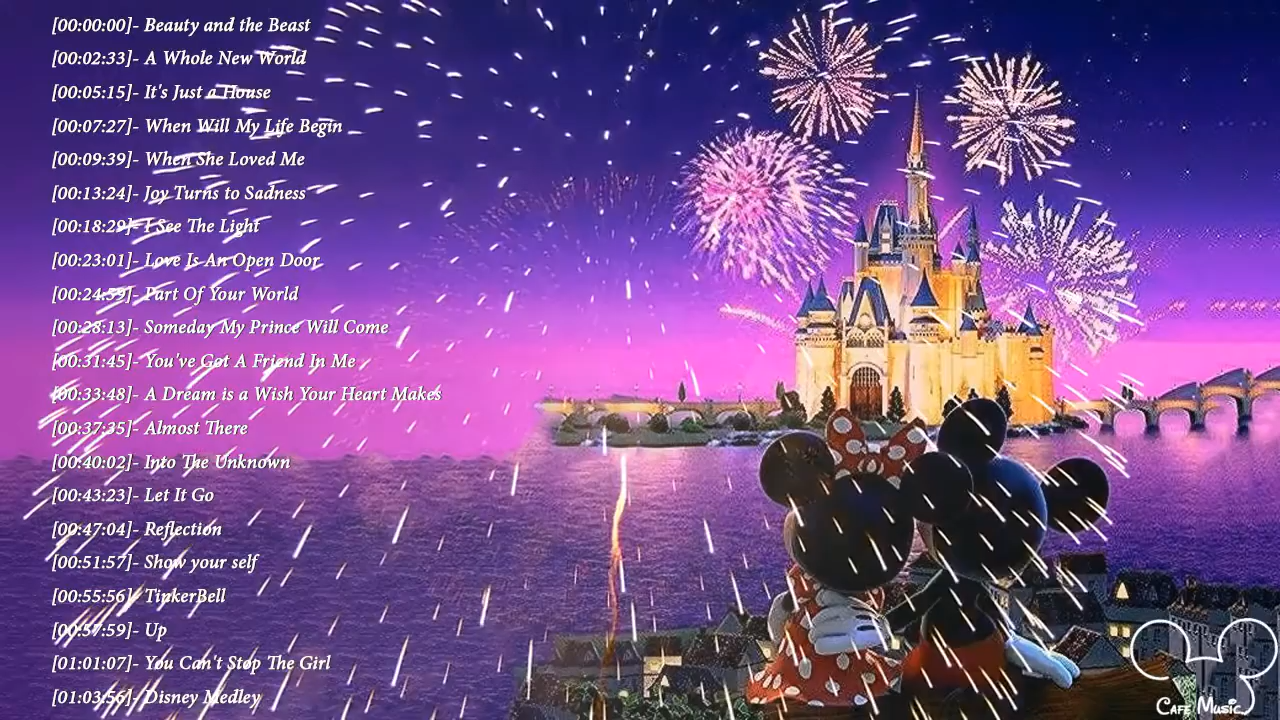 [00:00:00]- Beauty and the Beast
[00:02:33]- A Whole New World
[00:05:15]- It's Just a House
[00:07:27]- When Will My Life Begin
[00:09:39]- When She Loved Me
[00:13:24]- Joy Turns to Sadness
[00:18:29]- I See The Light
[00:23:01]- Love Is An Open Door
[00:24:59]- Part Of Your World
[00:28:13]- Someday My Prince Will Come
[00:31:45]- You've Got A Friend In Me
[00:33:48]- A Dream is a Wish Your Heart Makes
[00:37:35]- Almost There
[00:40:02]- Into The Unknown
[00:43:23]- Let It Go
[00:47:04]- Reflection
[00:51:57]- Show your self
[00:55:56]- TinkerBell
[00:57:59]- Up
[01:01:07]- You Can't Stop The Girl
[01:03:56]- Disney Medley
Cafe Music